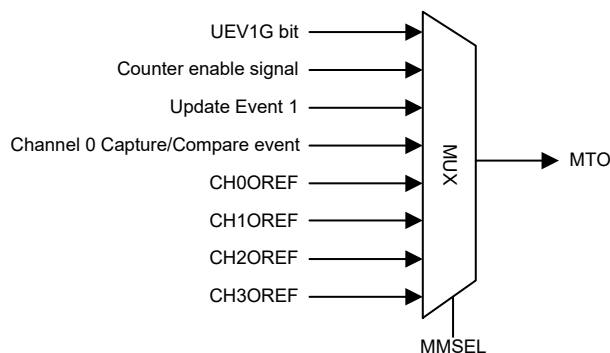 UEV1G bit
Counter enable signal
Update Event 1
Channel 0 Capture/Compare event
CH0OREF
CH1OREF
CH2OREF
CH3OREF
MUX
MTO
MMSEL